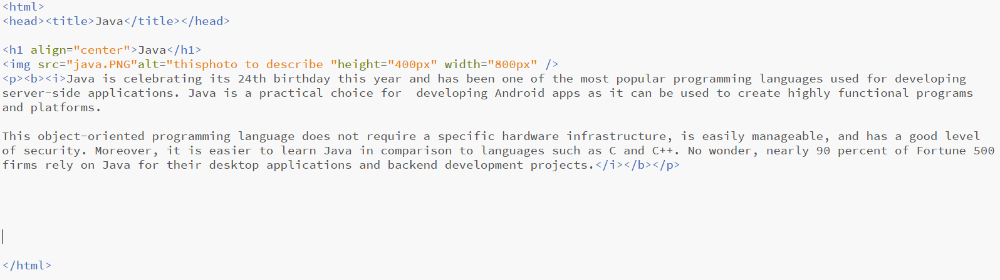 <html>
<head><title>Java</title></head>
<h1 align="center">Java</h1>
<img src="java.PNG"alt="thisphoto to describe "height="400px" width="800px" />
<p><b><i>Java is celebrating its 24th birthday this year and has been one of the most popular programming languages used for developing
server-side applications. Java is a practical choice for  developing Android apps as it can be used to create highly functional programs
and platforms.
This object-oriented programming language does not require a specific hardware infrastructure, is easily manageable, and has a good level
of security. Moreover, it is easier to learn Java in comparison to languages such as C and C++. No wonder, nearly 90 percent of Fortune 500
firms rely on Java for their desktop applications and backend development projects.</i></b></p>
</html>